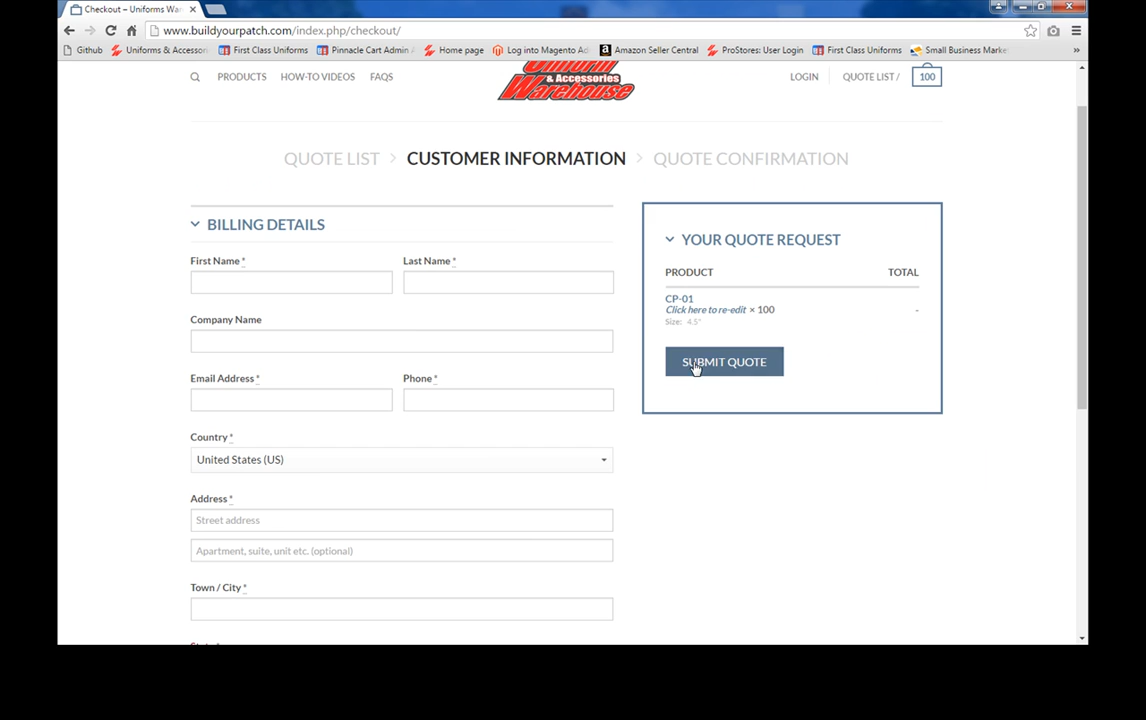 Checkout – Uniforms War
www.buildyourpatch.com/index.php/checkout/
Github Uniforms & Accessori First Class Uniforms Pinnacle Cart Admin Home page Log into Magento Ad Amazon Seller Central ProStores: User Login First Class Uniforms Small Business Marke »
PRODUCTS HOW-TO VIDEOS FAQS
Uniform
& Accessories
Warehouse
LOGIN QUOTE LIST / 100
QUOTE LIST > CUSTOMER INFORMATION > QUOTE CONFIRMATION
BILLING DETAILS
First Name * Last Name *
Company Name
Email Address * Phone *
Country *
United States (US)
Address *
Street address
Apartment, suite, unit etc. (optional)
Town / City *
YOUR QUOTE REQUEST
PRODUCT TOTAL
CP-01
Click here to re-edit × 100 -
Size: 4.5"
SUBMIT QUOTE